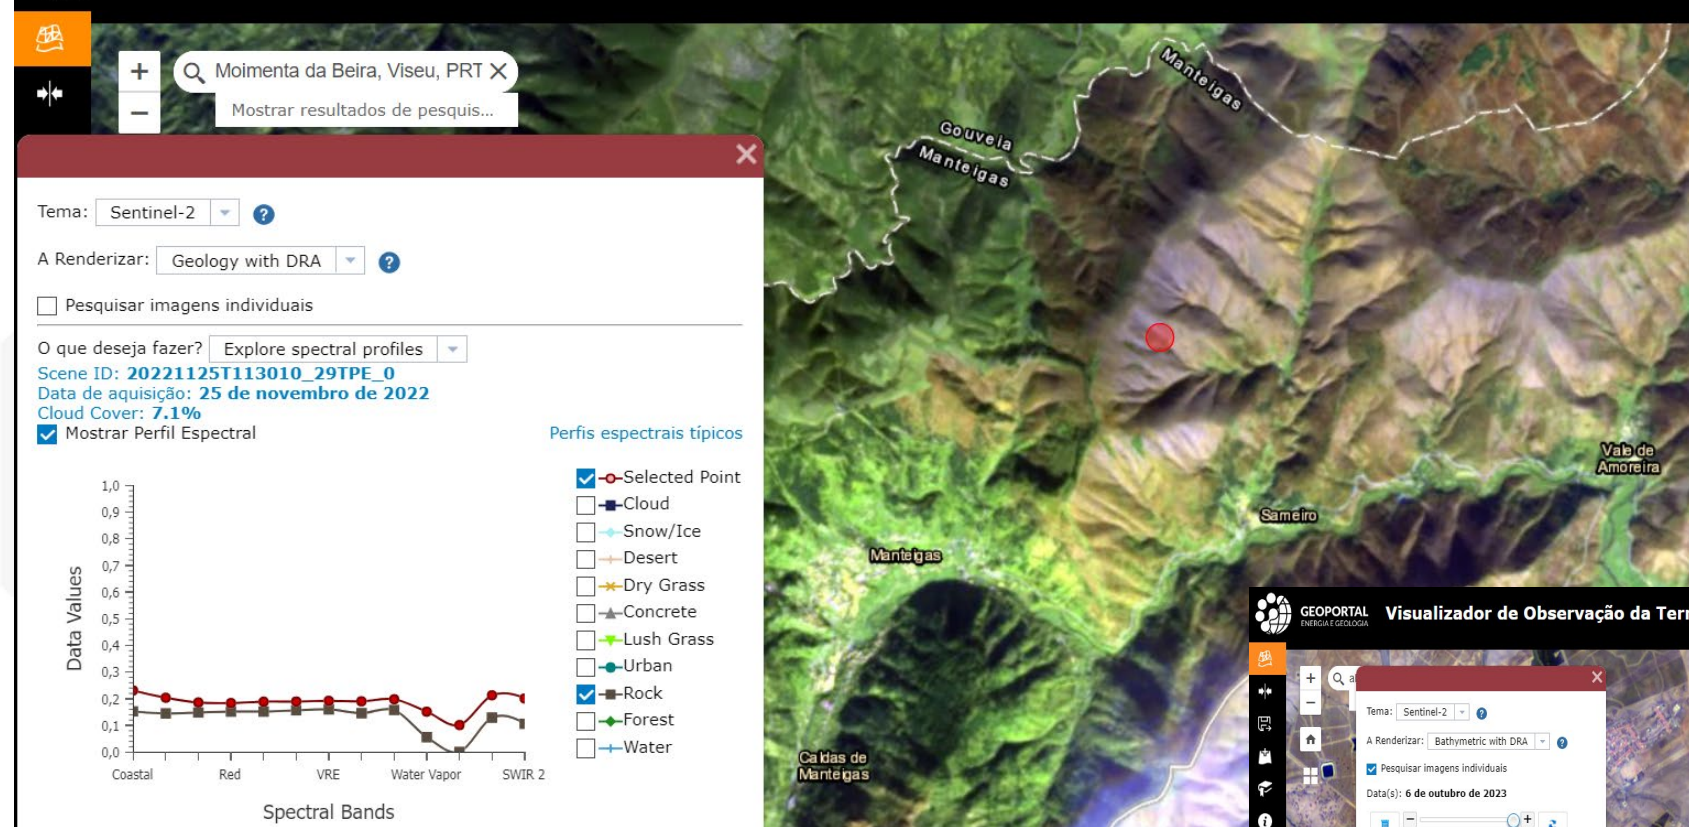 Moimenta da Beira, Viseu, PRT
Mostrar resultados de pesquis...
Tema: Sentinel-2
A Renderizar: Geology with DRA
Pesquisar imagens individuais
O que deseja fazer? Explore spectral profiles
Scene ID: 20221125T113010_29TPE_0
Data de aquisição: 25 de novembro de 2022
Cloud Cover: 7.1%
Mostrar Perfil Espectral
Perfis espectrais típicos
Selected Point
Cloud
Snow/Ice
Desert
Dry Grass
Concrete
Lush Grass
Urban
Rock
Forest
Water
Data Values
1,0
0,9
0,8
0,7
0,6
0,5
0,4
0,3
0,2
0,1
0,0
Coastal Red VRE Water Vapor SWIR 2
Spectral Bands
Manteigas
Gouveia
Manteigas
Vale de
Amoreira
Sameiro
Manteigas
Caldas de
Manteigas
GEOPORTAL
ENERGIA E GEOLOGIA
Visualizador de Observação da Terr
Tema: Sentinel-2
A Renderizar: Bathymetric with DRA
Pesquisar imagens individuais
Data(s): 6 de outubro de 2023